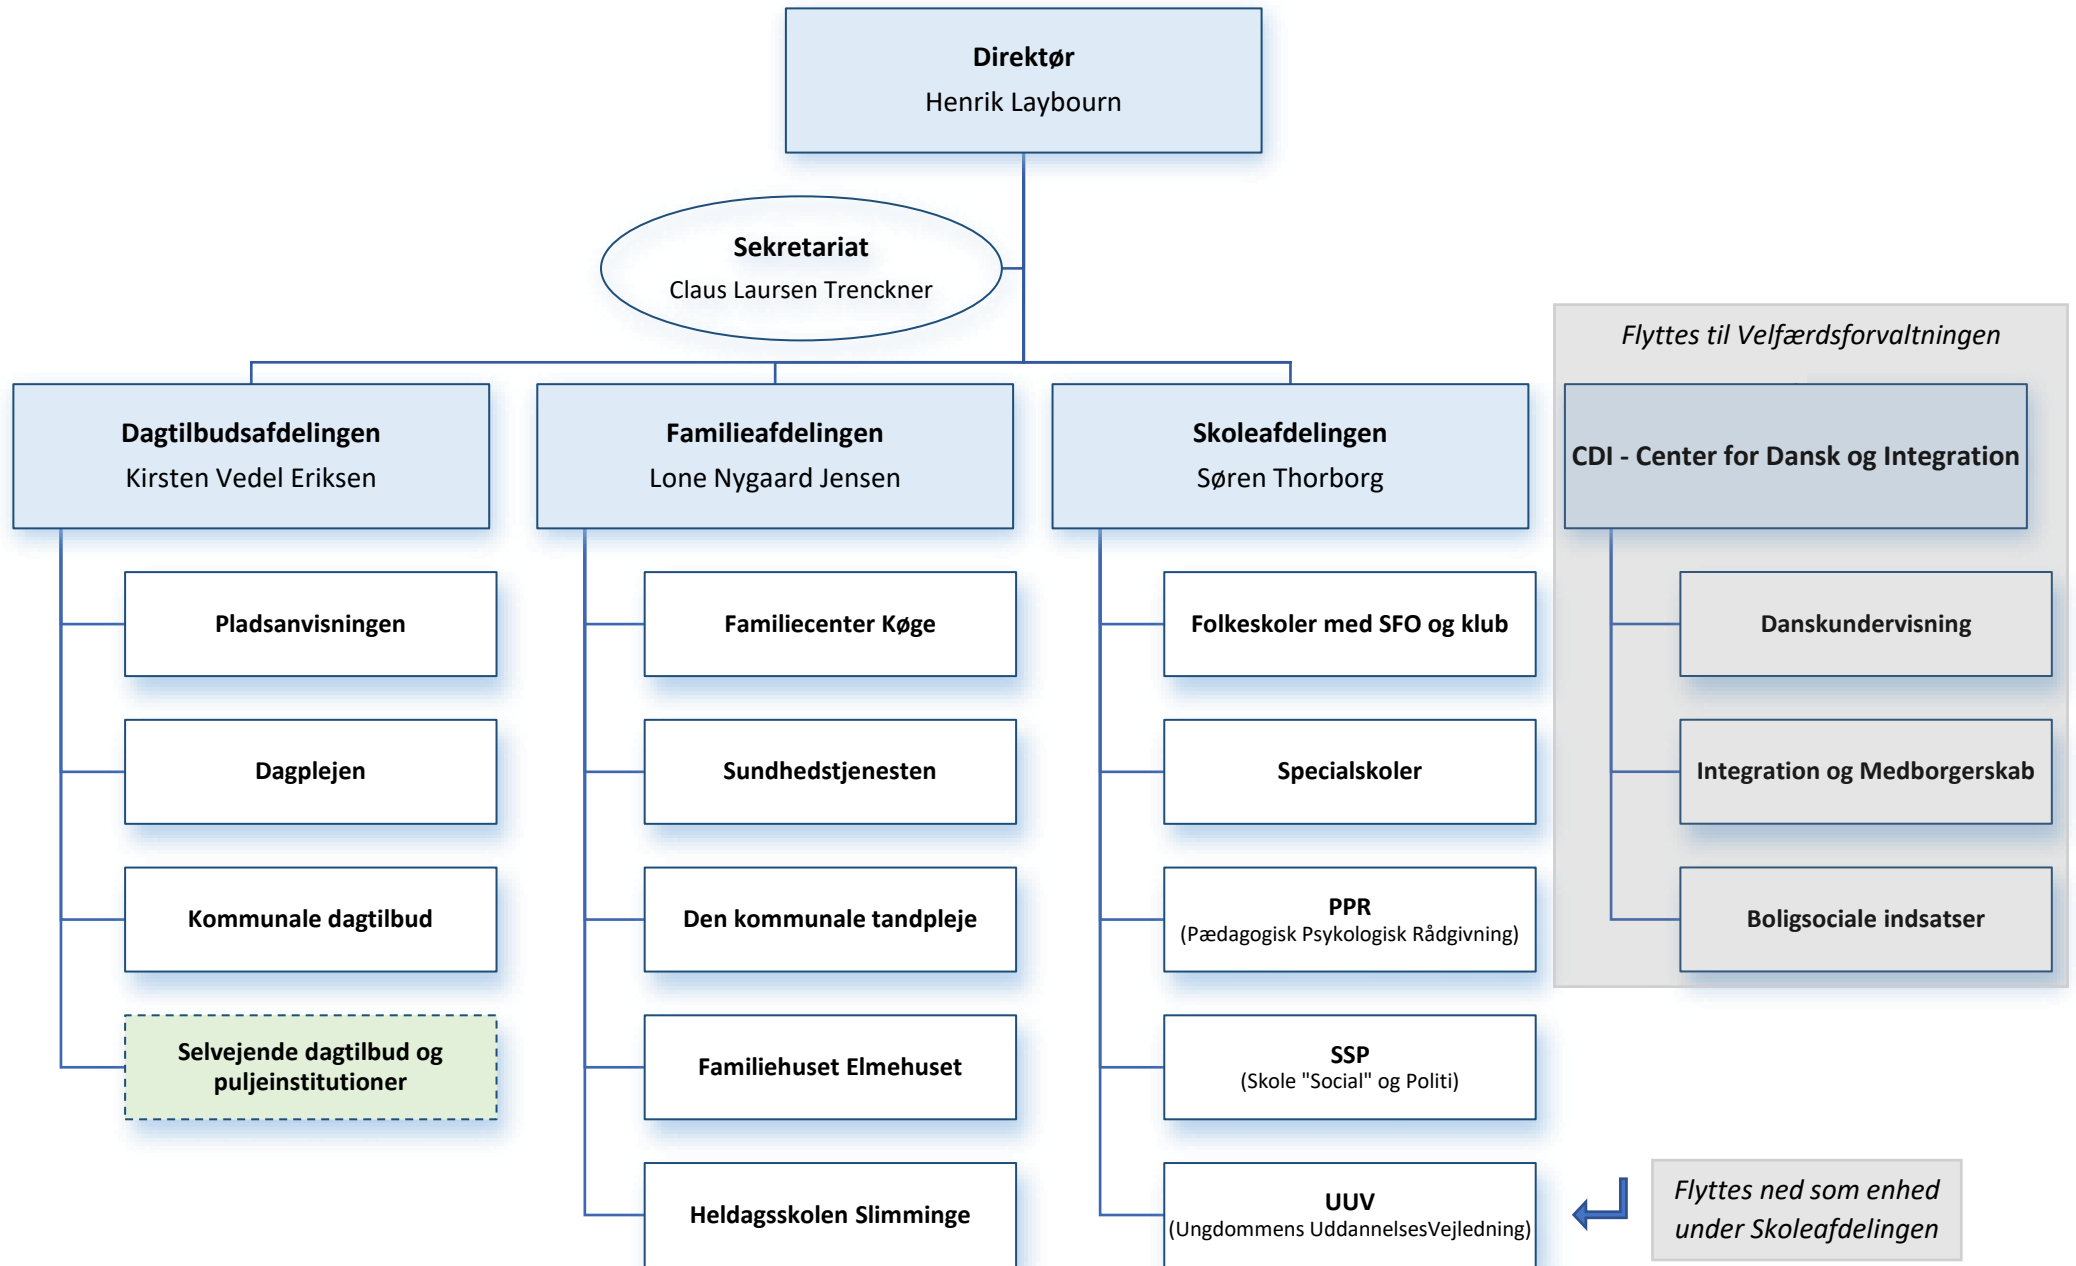 Direktør
Henrik Laybourn
Sekretariat
Claus Laursen Trenckner
Flyttes til Velfærdsforvaltningen
Dagtilbudsafdelingen
Kirsten Vedel Eriksen
Familieafdelingen
Lone Nygaard Jensen
Skoleafdelingen
Søren Thorborg
CDI - Center for Dansk og Integration
Pladsanvisningen
Dagplejen
Kommunale dagtilbud
Selvejende dagtilbud og
puljeinstitutioner
Familiecenter Køge
Sundhedstjenesten
Den kommunale tandpleje
Familiehuset Elmehuset
Heldagsskolen Slimminge
Folkeskoler med SFO og klub
Specialskoler
PPR
(Pædagogisk Psykologisk Rådgivning)
SSP
(Skole "Social" og Politi)
UUV
(Ungdommens UddannelsesVejledning)
Danskundervisning
Integration og Medborgerskab
Boligsociale indsatser
Flyttes ned som enhed
under Skoleafdelingen